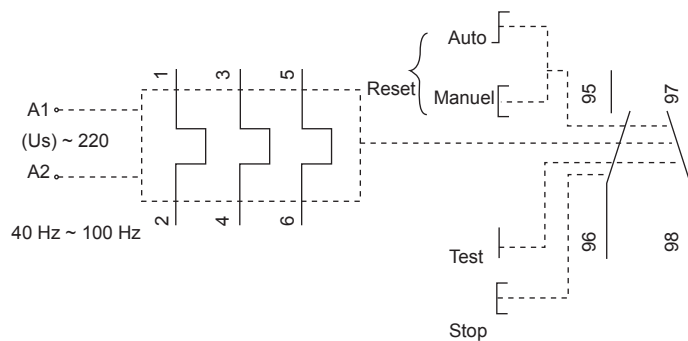 Auto
Reset
Manuel
1
3
5
95
97
A1
(Us) ~ 220
A2
2
4
6
40 Hz ~ 100 Hz
96
98
Test
Stop